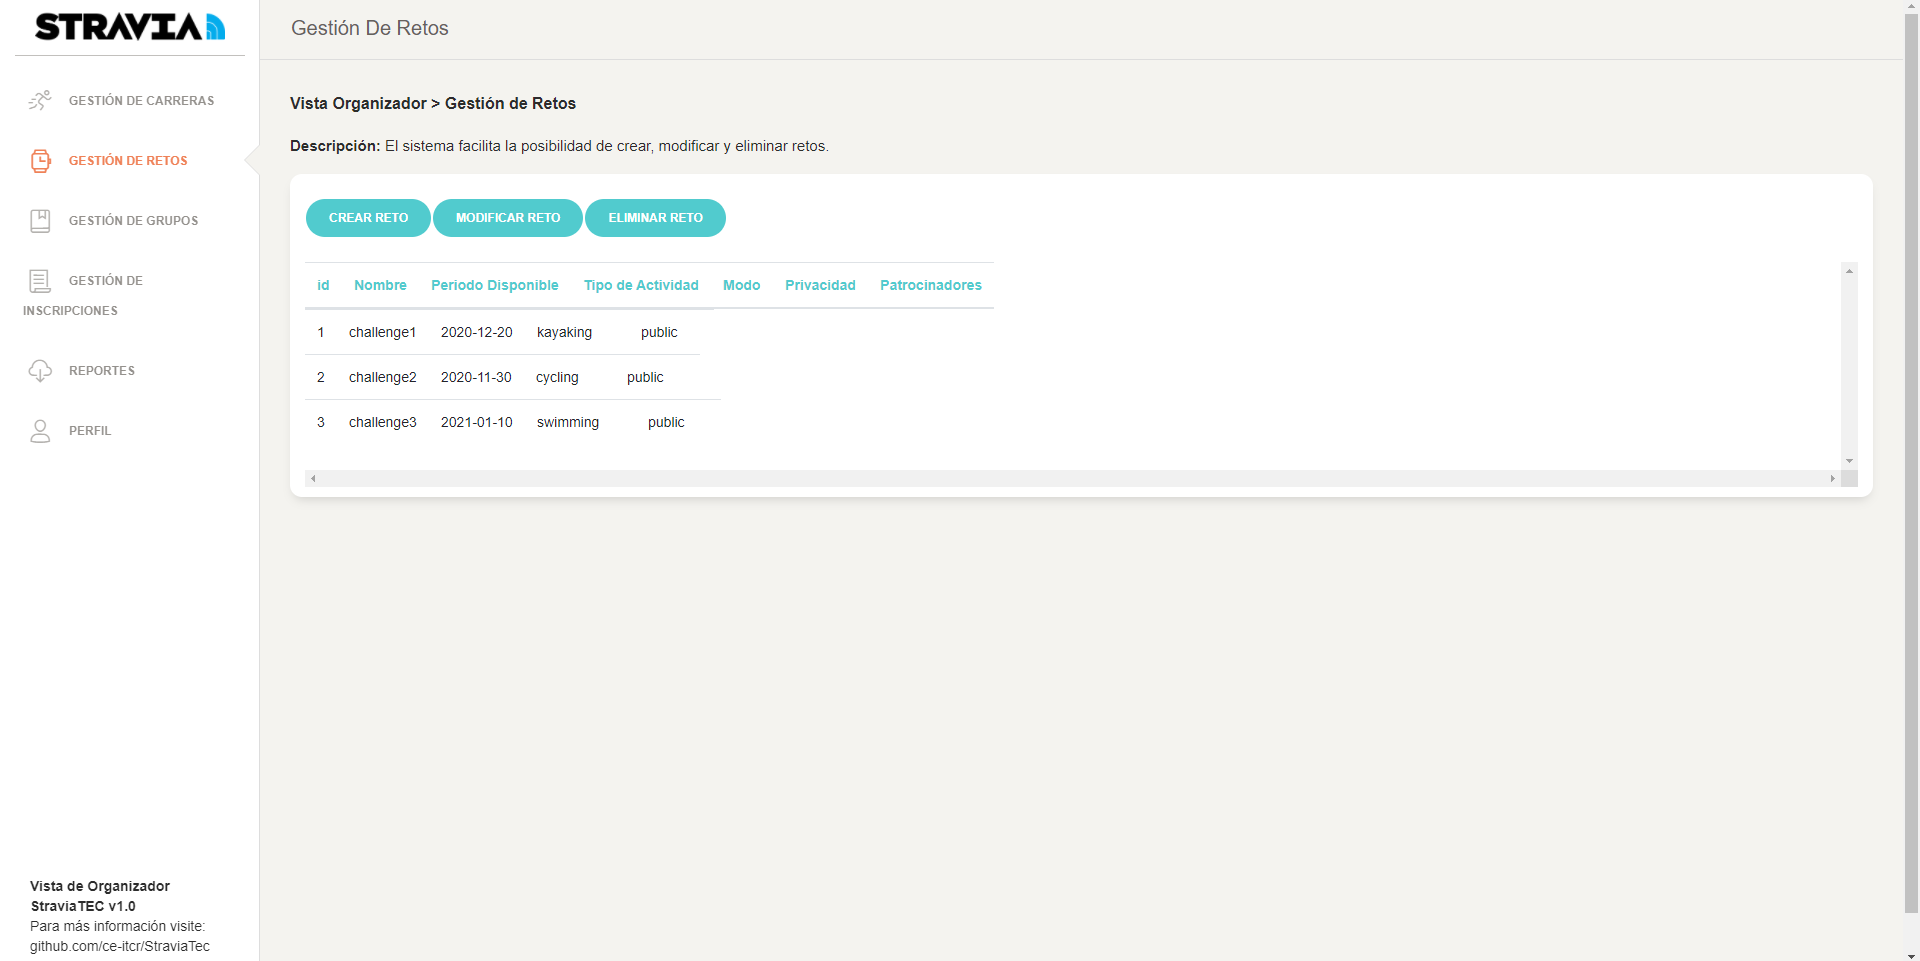 STRAVIA
GESTIÓN DE CARRERAS
GESTIÓN DE RETOS
GESTIÓN DE GRUPOS
GESTIÓN DE
INSCRIPCIONES
REPORTES
PERFIL
Vista de Organizador
StraviaTEC v1.0
Para más información visite:
github.com/ce-itcr/StraviaTec
Gestión De Retos
Vista Organizador > Gestión de Retos
Descripción: El sistema facilita la posibilidad de crear, modificar y eliminar retos.
CREAR RETO MODIFICAR RETO ELIMINAR RETO
id Nombre Periodo Disponible Tipo de Actividad Modo Privacidad Patrocinadores
1 challenge1 2020-12-20 kayaking public
2 challenge2 2020-11-30 cycling public
3 challenge3 2021-01-10 swimming public